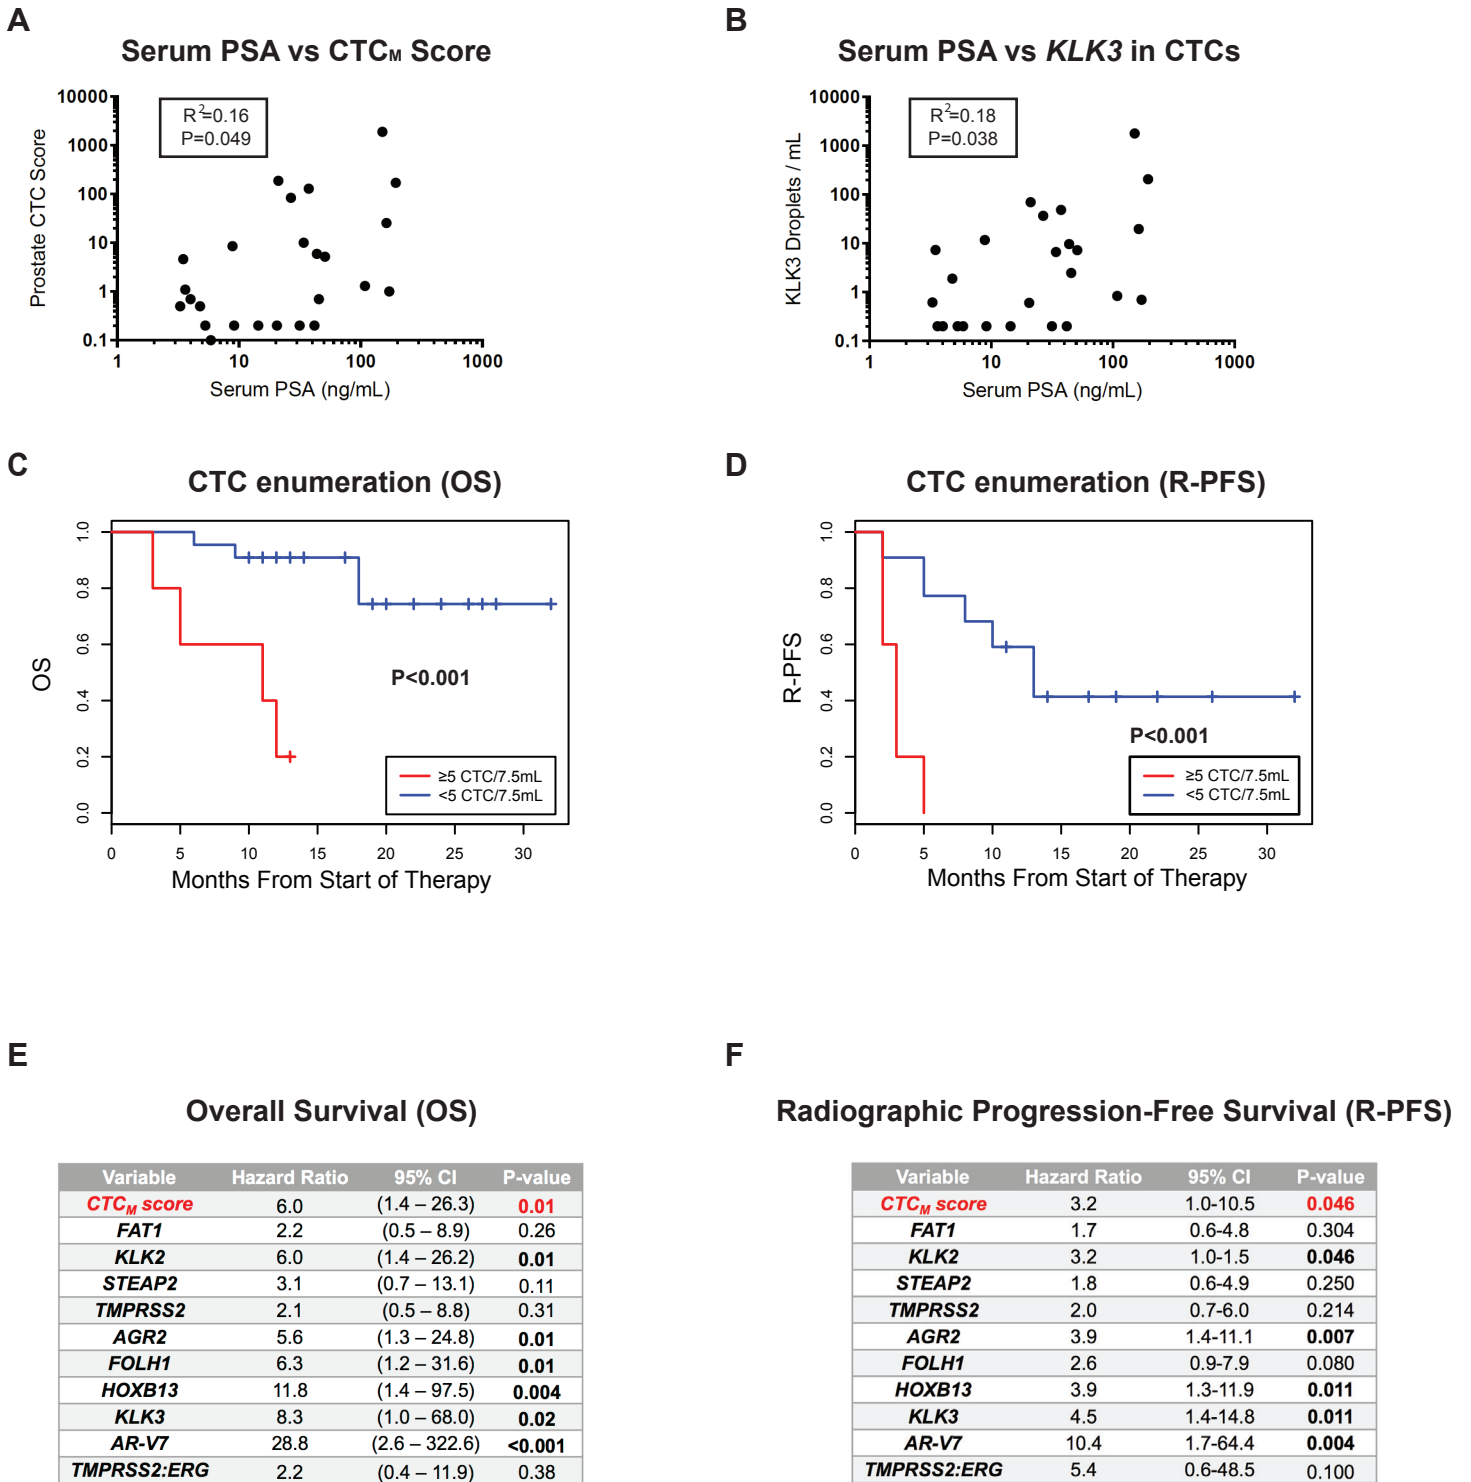 A
Serum PSA vs CTCM Score
R2=0.16
P=0.049
Prostate CTC Score
10000
1000
100
10
1
0.1
1 10 100 1000
Serum PSA (ng/mL)
B
Serum PSA vs KLK3 in CTCs
R2=0.18
P=0.038
KLK3 Droplets / mL
10000
1000
100
10
1
0.1
1 10 100 1000
Serum PSA (ng/mL)
C
CTC enumeration (OS)
OS
1.0
0.8
0.6
0.4
0.2
0.0
P<0.001
≥5 CTC/7.5mL
<5 CTC/7.5mL
0 5 10 15 20 25 30
Months From Start of Therapy
D
CTC enumeration (R-PFS)
R-PFS
1.0
0.8
0.6
0.4
0.2
0.0
P<0.001
≥5 CTC/7.5mL
<5 CTC/7.5mL
0 5 10 15 20 25 30
Months From Start of Therapy
E
Overall Survival (OS)
Variable Hazard Ratio 95% CI P-value
CTCM score 6.0 (1.4 – 26.3) 0.01
FAT1 2.2 (0.5 – 8.9) 0.26
KLK2 6.0 (1.4 – 26.2) 0.01
STEAP2 3.1 (0.7 – 13.1) 0.11
TMPRSS2 2.1 (0.5 – 8.8) 0.31
AGR2 5.6 (1.3 – 24.8) 0.01
FOLH1 6.3 (1.2 – 31.6) 0.01
HOXB13 11.8 (1.4 – 97.5) 0.004
KLK3 8.3 (1.0 – 68.0) 0.02
AR-V7 28.8 (2.6 – 322.6) <0.001
TMPRSS2:ERG 2.2 (0.4 – 11.9) 0.38
F
Radiographic Progression-Free Survival (R-PFS)
Variable Hazard Ratio 95% CI P-value
CTCM score 3.2 1.0-10.5 0.046
FAT1 1.7 0.6-4.8 0.304
KLK2 3.2 1.0-1.5 0.046
STEAP2 1.8 0.6-4.9 0.250
TMPRSS2 2.0 0.7-6.0 0.214
AGR2 3.9 1.4-11.1 0.007
FOLH1 2.6 0.9-7.9 0.080
HOXB13 3.9 1.3-11.9 0.011
KLK3 4.5 1.4-14.8 0.011
AR-V7 10.4 1.7-64.4 0.004
TMPRSS2:ERG 5.4 0.6-48.5 0.100